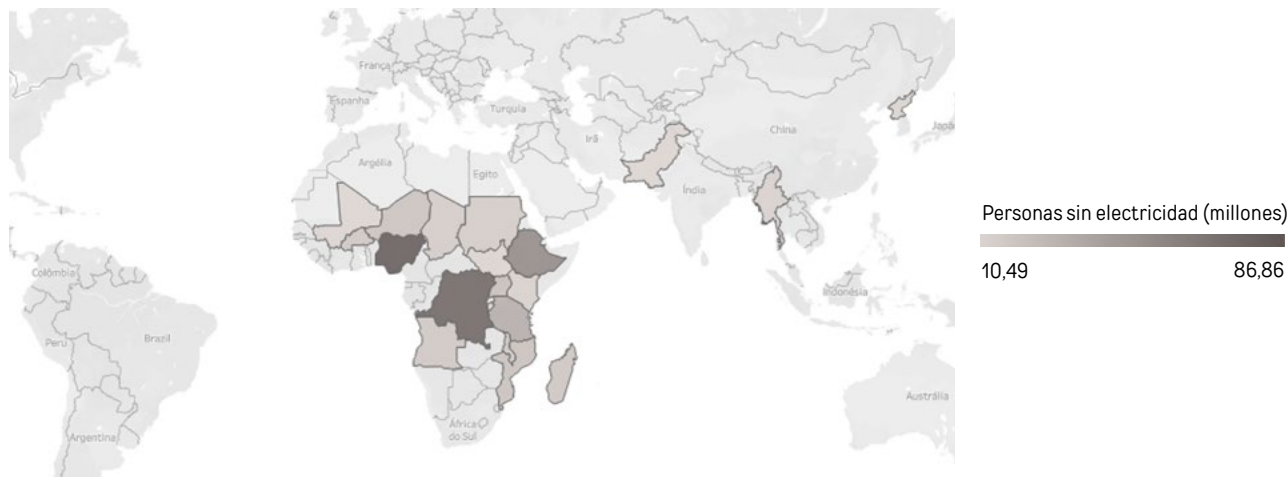 França
Espanha
Turquia
Irã
China
Argélia
Egito
Índia
Colômbia
Indonésia
Peru
Brazil
Austrália
África
do Sul
Argentina
Personas sin electricidad (millones)
10,49
86,86